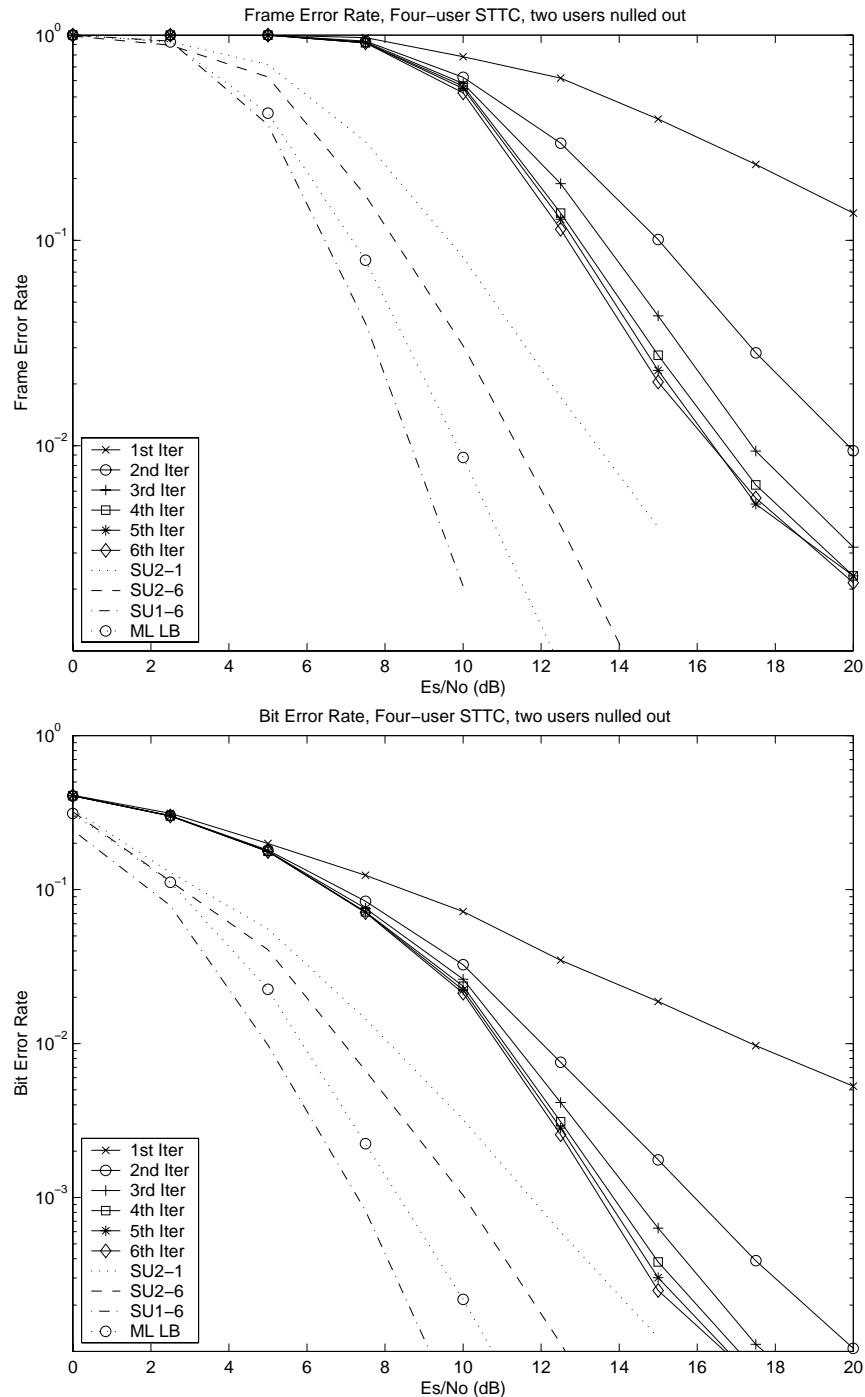 Frame Error Rate, Four-user STTC, two users nulled out
10^0
10^-1
10^-2
Frame Error Rate
1st Iter
2nd Iter
3rd Iter
4th Iter
5th Iter
6th Iter
SU2-1
SU2-6
SU1-6
ML LB
0 2 4 6 8 10 12 14 16 18 20
Es/No (dB)
Bit Error Rate, Four-user STTC, two users nulled out
10^0
10^-1
10^-2
10^-3
Bit Error Rate
1st Iter
2nd Iter
3rd Iter
4th Iter
5th Iter
6th Iter
SU2-1
SU2-6
SU1-6
ML LB
0 2 4 6 8 10 12 14 16 18 20
Es/No (dB)